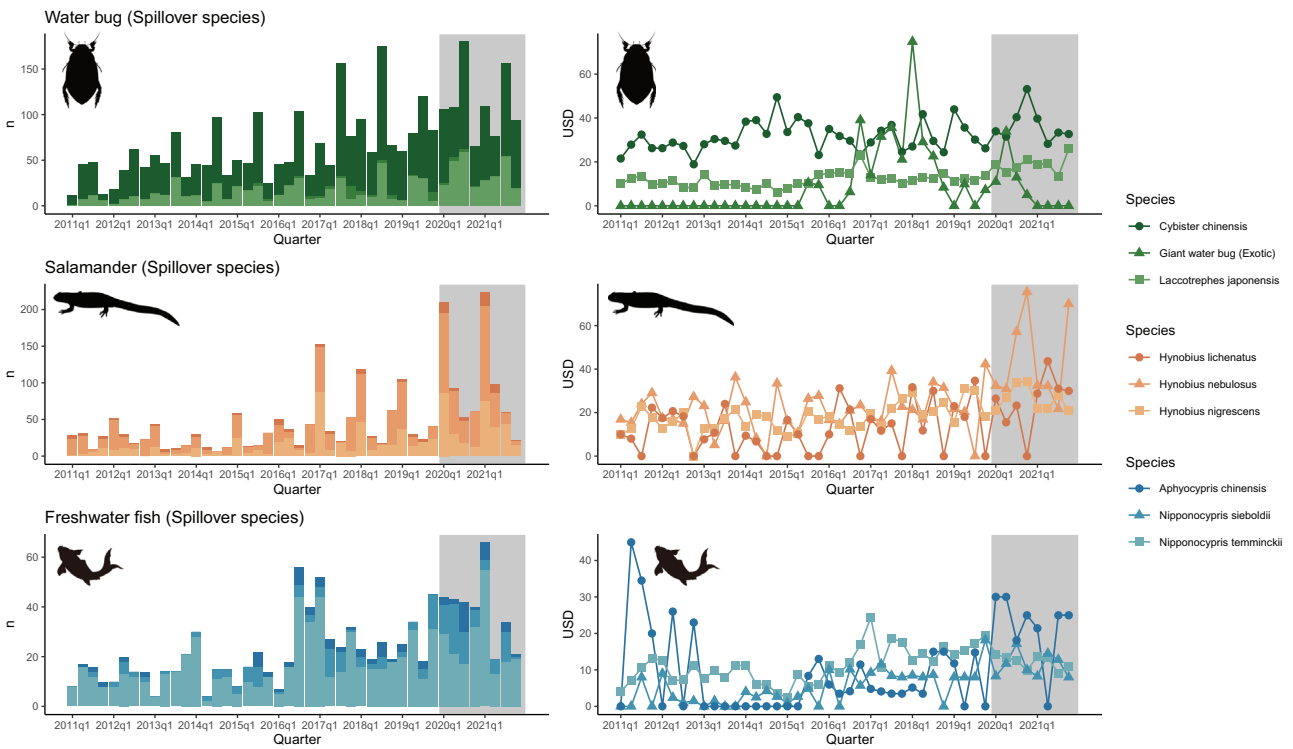 Water bug (Spillover species)
n
150
100
50
0
2011q1 2012q1 2013q1 2014q1 2015q1 2016q1 2017q1 2018q1 2019q1 2020q1 2021q1
Quarter
USD
60
40
20
0
2011q1 2012q1 2013q1 2014q1 2015q1 2016q1 2017q1 2018q1 2019q1 2020q1 2021q1
Quarter
Salamander (Spillover species)
n
200
150
100
50
0
2011q1 2012q1 2013q1 2014q1 2015q1 2016q1 2017q1 2018q1 2019q1 2020q1 2021q1
Quarter
USD
60
40
20
0
2011q1 2012q1 2013q1 2014q1 2015q1 2016q1 2017q1 2018q1 2019q1 2020q1 2021q1
Quarter
Freshwater fish (Spillover species)
n
60
40
20
0
2011q1 2012q1 2013q1 2014q1 2015q1 2016q1 2017q1 2018q1 2019q1 2020q1 2021q1
Quarter
USD
40
30
20
10
0
2011q1 2012q1 2013q1 2014q1 2015q1 2016q1 2017q1 2018q1 2019q1 2020q1 2021q1
Quarter
Species
Cybister chinensis
Giant water bug (Exotic)
Laccotrephes japonensis
Species
Hynobius lichenatus
Hynobius nebulosus
Hynobius nigrescens
Species
Aphyocypris chinensis
Nipponocypris sieboldii
Nipponocypris temminckii